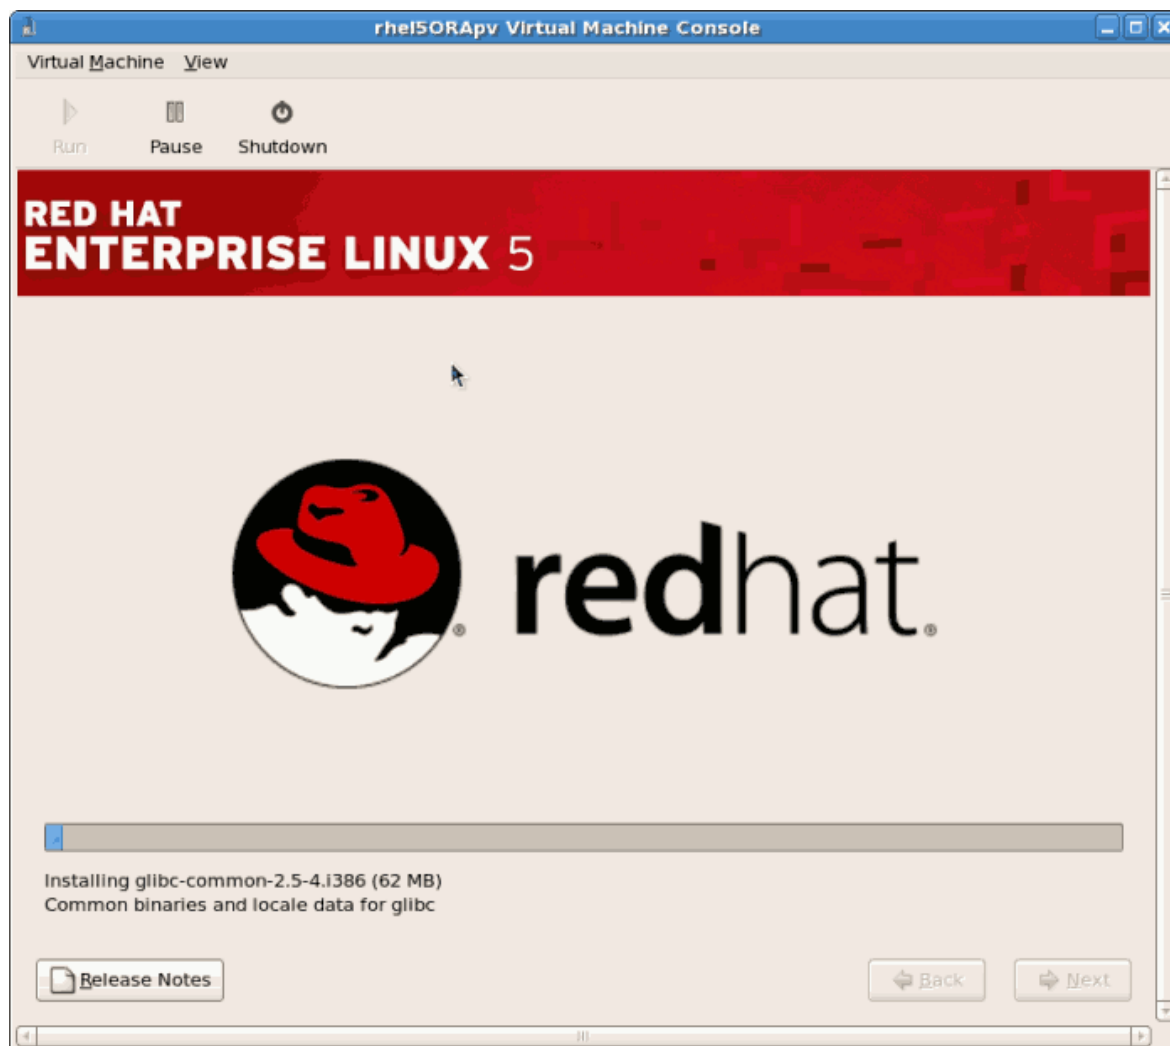 rhel5ORApv Virtual Machine Console
Virtual Machine View
Run Pause Shutdown
RED HAT
ENTERPRISE LINUX 5
redhat®
Installing glibc-common-2.5-4.i386 (62 MB)
Common binaries and locale data for glibc
Release Notes Back Next